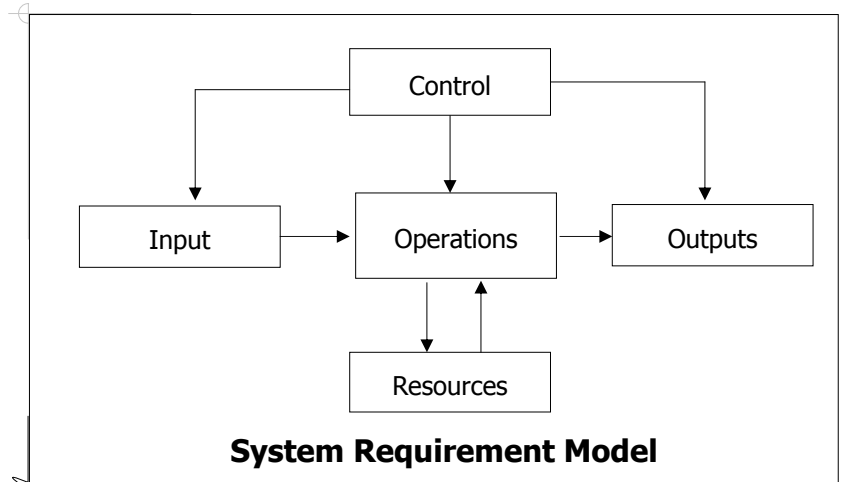 Control
Input
Operations
Outputs
Resources
System Requirement Model